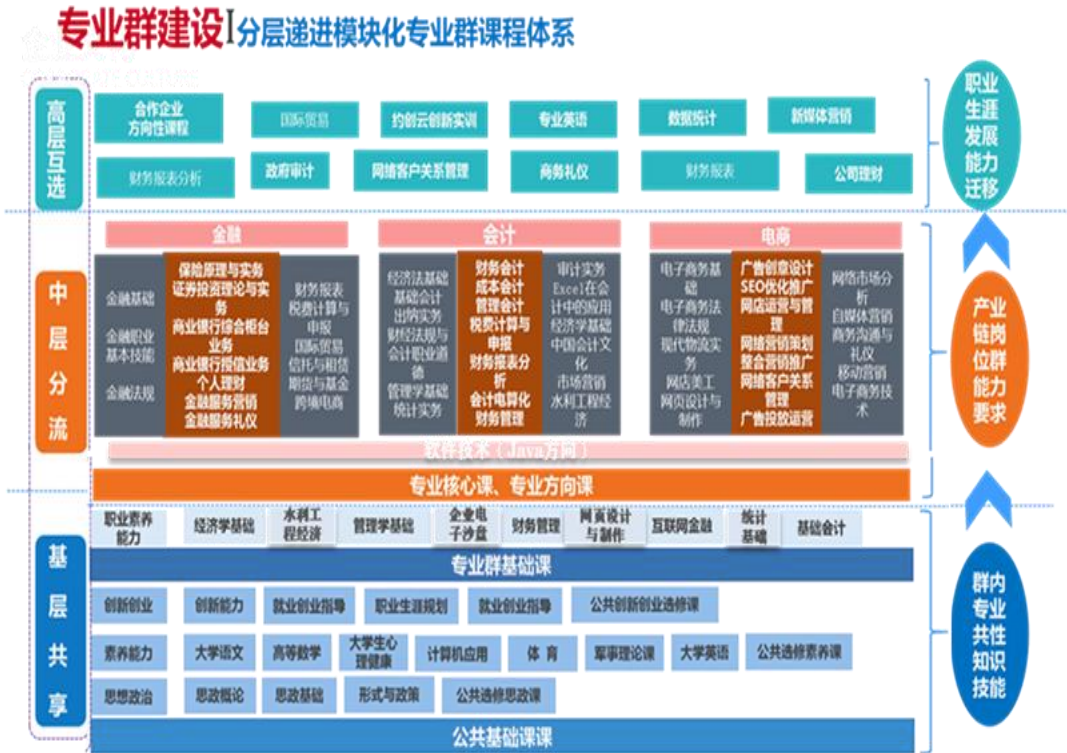 专业群建设I分层递进模块化专业群课程体系
高层互选
合作企业
方向性课程
国际贸易
约创云创新实训
专业英语
数据统计
新媒体营销
财务报表分析
政府审计
网络客户关系管理
商务礼仪
财务报表
公司理财
职业
生涯
发展
能力
迁移
中层分流
金融
金融基础
金融职业
基本技能
金融法规
保险原理与实务
证券投资理论与实
务
商业银行综合柜台
业务
商业银行授信业务
个人理财
金融服务营销
金融服务礼仪
财务报表
税费计算与
申报
国际贸易
信托与租赁
期货与基金
跨境电商
会计
经济法基础
基础会计
出纳实务
财经法规与
会计职业道
德
管理学基础
统计实务
财务会计
成本会计
管理会计
税费计算与
申报
财务报表分
析
会计电算化
财务管理
审计实务
Excel在会
计中的应用
经济学基础
中国会计文
化
市场营销
水利工程经
济
电商
电子商务基
础
电子商务法
律法规
现代物流实
务
网店美工
网页设计与
制作
广告创意设计
SEO优化推广
网店运营与管
理
网络营销策划
整合营销推广
网络客户关系
管理
广告投放运营
网络市场分
析
自媒体营销
商务沟通与
礼仪
移动营销
电子商务技
术
软件技术（Java方向）
专业核心课、专业方向课
产业
链岗
位群
能力
要求
基层共享
职业素养
能力
经济学基础
水利工
程经济
管理学基础
企业电
子沙盘
财务管理
网页设计
与制作
互联网金融
统计
基础
基础会计
专业群基础课
创新创业
创新能力
就业创业指导
职业生涯规划
就业创业指导
公共创新创业选修课
素养能力
大学语文
高等数学
大学生心
理健康
计算机应用
体 育
军事理论课
大学英语
公共选修素养课
思想政治
思政概论
思政基础
形式与政策
公共选修思政课
公共基础课课
群内
专业
共性
知识
技能